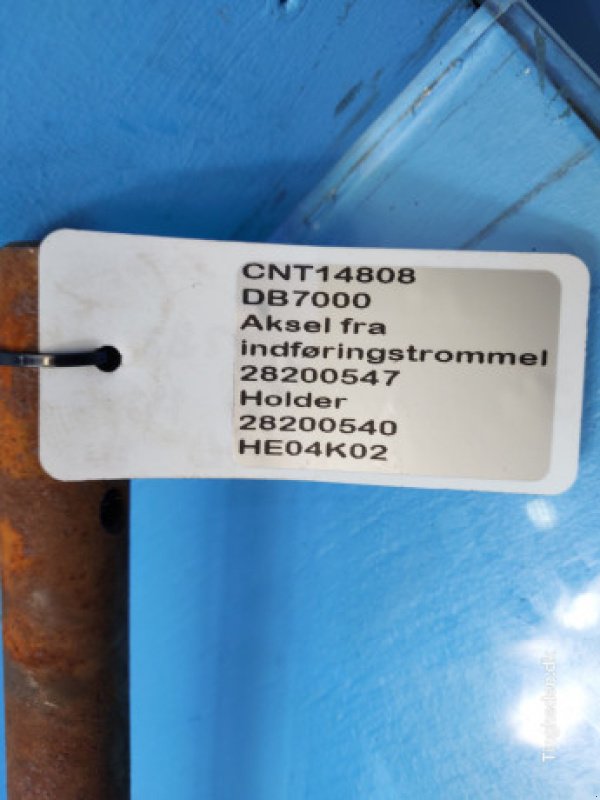 CNT14808
DB7000
Aksel fra
indføringstrommel
28200547
Holder
28200540
HE04K02